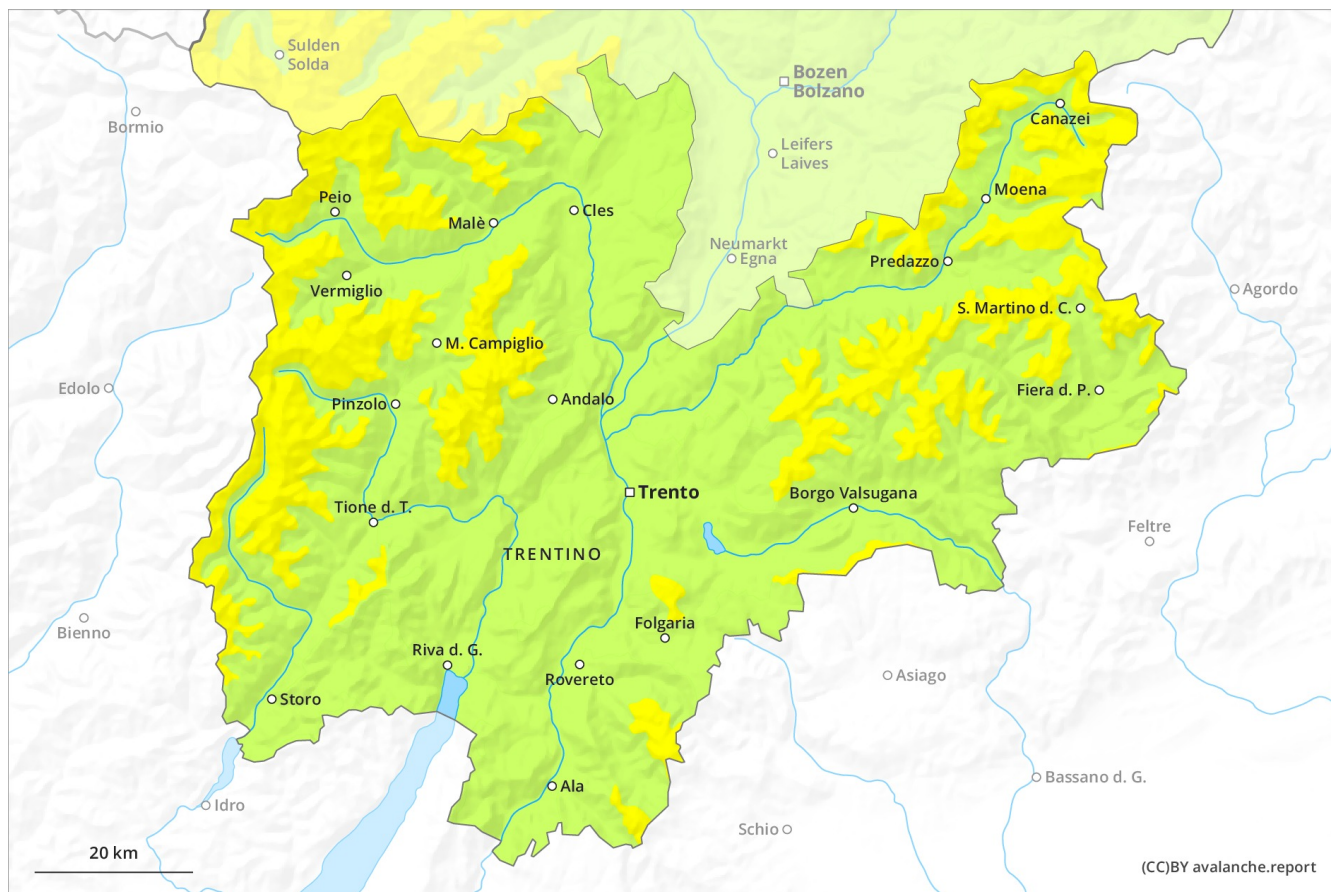 Sulden
Solda
Bozen
Bolzano
Bormio
Canazei
Leifers
Laives
Moena
Peio
Malè
Cles
Neumarkt
Egna
Predazzo
Vermiglio
Agordo
S. Martino d. C.
M. Campiglio
Edolo
Pinzolo
Andalo
Fiera d. P.
Trento
Borgo Valsugana
Tione d. T.
Feltre
TRENTINO
Bienno
Folgaria
Riva d. G.
Rovereto
Asiago
Storo
Bassano d. G.
Ala
Idro
Schio
20 km
(CC)BY avalanche.report